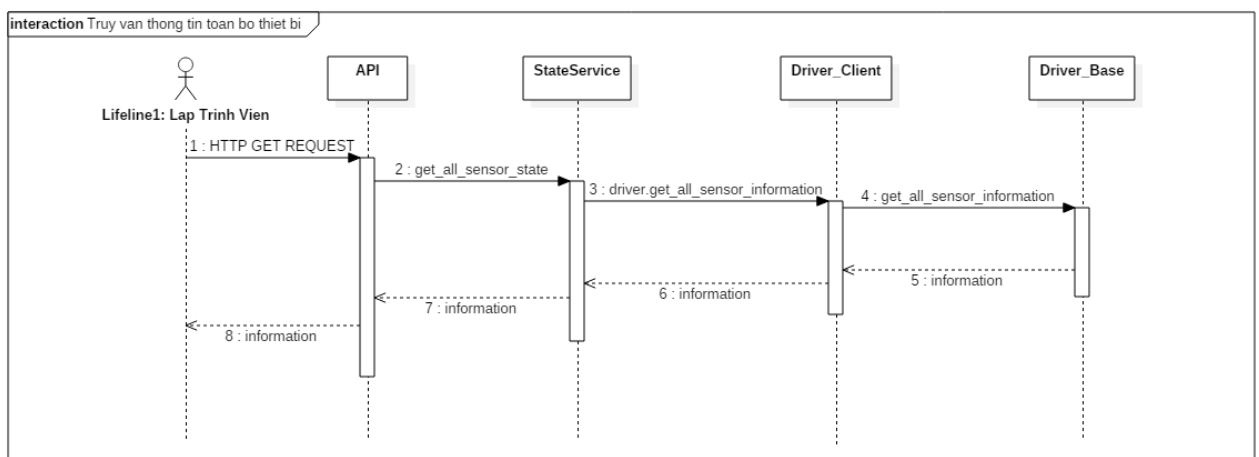 interaction Truy van thong tin toan bo thiet bi
Lifeline1: Lap Trinh Vien
API
StateService
Driver_Client
Driver_Base
1 : HTTP GET REQUEST
2 : get_all_sensor_state
3 : driver.get_all_sensor_information
4 : get_all_sensor_information
5 : information
6 : information
7 : information
8 : information